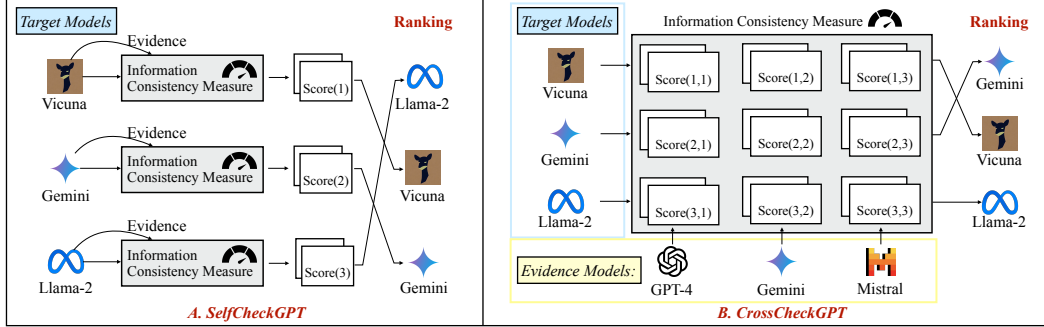 Target Models
Ranking
Evidence
Information
Consistency Measure
Score(1)
Vicuna
Llama-2
Evidence
Information
Consistency Measure
Score(2)
Gemini
Vicuna
Evidence
Information
Consistency Measure
Score(3)
Llama-2
Gemini
A. SelfCheckGPT
Target Models
Information Consistency Measure
Ranking
Vicuna
Score(1,1)
Score(1,2)
Score(1,3)
Gemini
Gemini
Score(2,1)
Score(2,2)
Score(2,3)
Vicuna
Llama-2
Score(3,1)
Score(3,2)
Score(3,3)
Llama-2
Evidence Models:
GPT-4
Gemini
Mistral
B. CrossCheckGPT